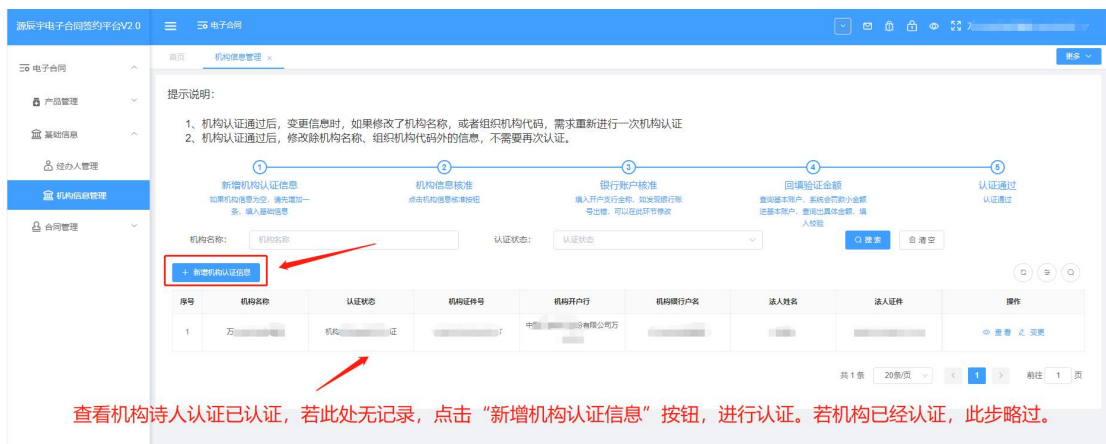 源辰宇电子合同签约平台V2.0
电子合同
首页
机构信息管理 ×
更多
电子合同
产品管理
基础信息
经办人管理
机构信息管理
合同管理
提示说明：
1、机构认证通过后，变更信息时，如果修改了机构名称，或者组织机构代码，需求重新进行一次机构认证
2、机构认证通过后，修改除机构名称、组织机构代码外的信息，不需要再次认证。
1 2 3 4 5
新增机构认证信息 机构信息核准 银行账户核准 回填验证金额 认证通过
如果机构信息为空，请先增加一条，填入基础信息
点击机构信息核准按钮
填入开户支行全称，如发现银行账号出错，可以在此环节修改
查询基本账户，系统会罚款小金额进基本账户，查询出具体金额，填入校验
认证通过
机构名称： 机构名称 认证状态： 认证状态 搜索 清空
+ 新增机构认证信息
序号 机构名称 认证状态 机构证件号 机构开户行 机构银行户名 法人姓名 法人证件 操作
1 万 机构 证 中 有限公司万 查看 变更
共 1 条 20条/页 < 1 > 前往 1 页
查看机构诗人认证已认证，若此处无记录，点击“新增机构认证信息”按钮，进行认证。若机构已经认证，此步略过。